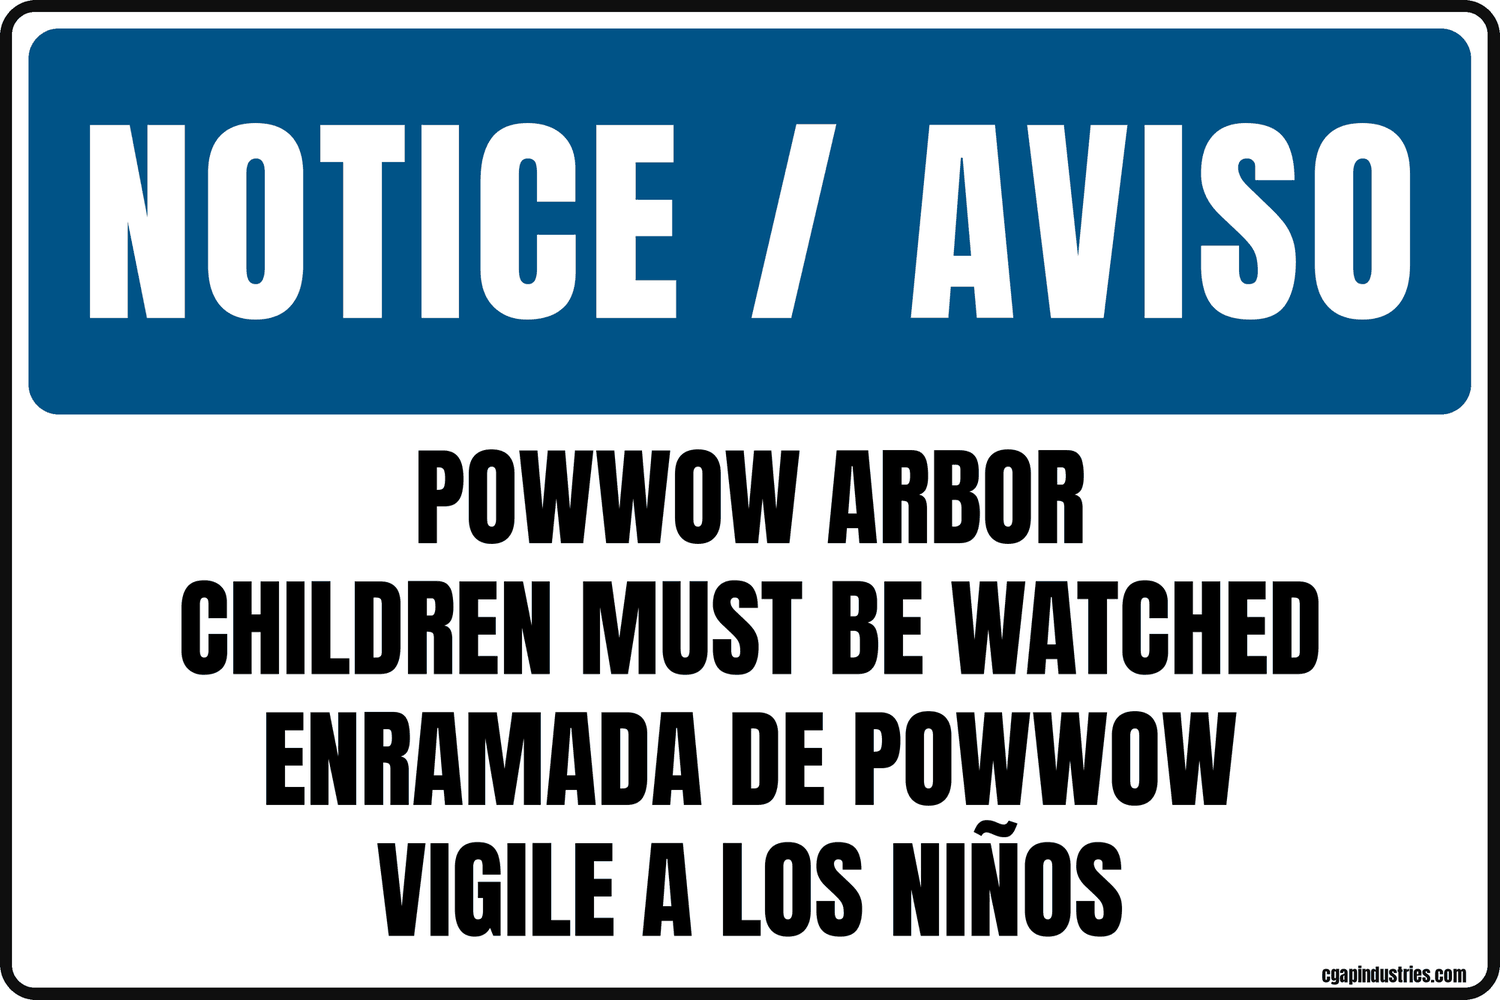 NOTICE / AVISO
POWWOW ARBOR
CHILDREN MUST BE WATCHED
ENRAMADA DE POWWOW
VIGILE A LOS NIÑOS
cgapindustries.com